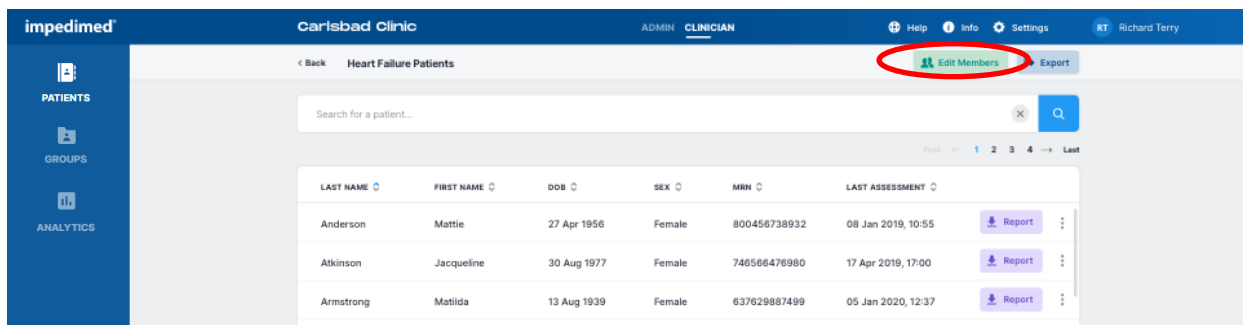 impedimed®
Carlsbad Clinic
ADMIN CLINICIAN
Help Info Settings
RT Richard Terry
< Back Heart Failure Patients
Edit Members Export
PATIENTS
GROUPS
ANALYTICS
Search for a patient...
First ← 1 2 3 4 → Last
LAST NAME FIRST NAME DOB SEX MRN LAST ASSESSMENT
Anderson Mattie 27 Apr 1956 Female 800456738932 08 Jan 2019, 10:55 Report
Atkinson Jacqueline 30 Aug 1977 Female 746566476980 17 Apr 2019, 17:00 Report
Armstrong Matilda 13 Aug 1939 Female 637629887499 05 Jan 2020, 12:37 Report